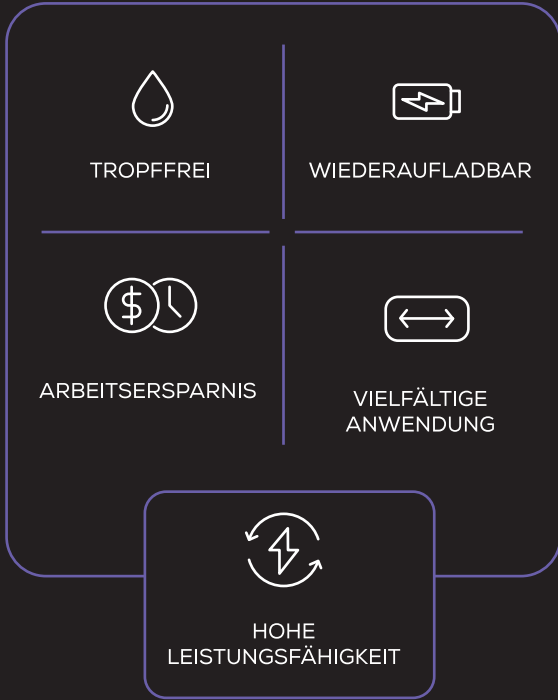 TROPFFREI
WIEDERAUFLADBAR
ARBEITSERSPARNIS
VIELFÄLTIGE
ANWENDUNG
HOHE
LEISTUNGSFÄHIGKEIT